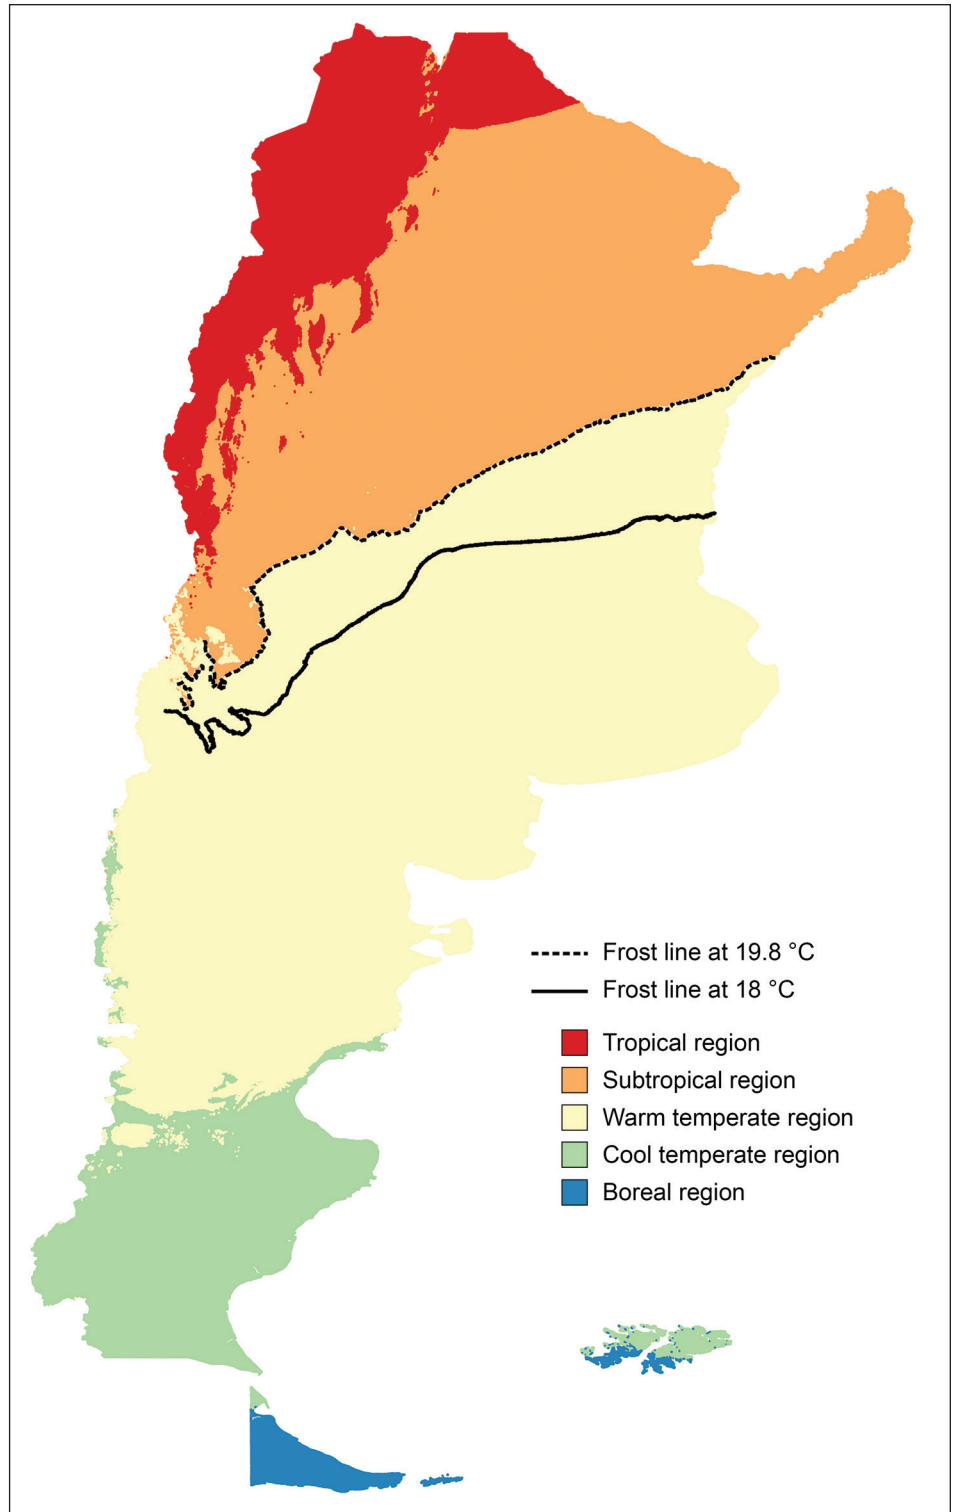 Frost line at 19.8 °C
Frost line at 18 °C
Tropical region
Subtropical region
Warm temperate region
Cool temperate region
Boreal region